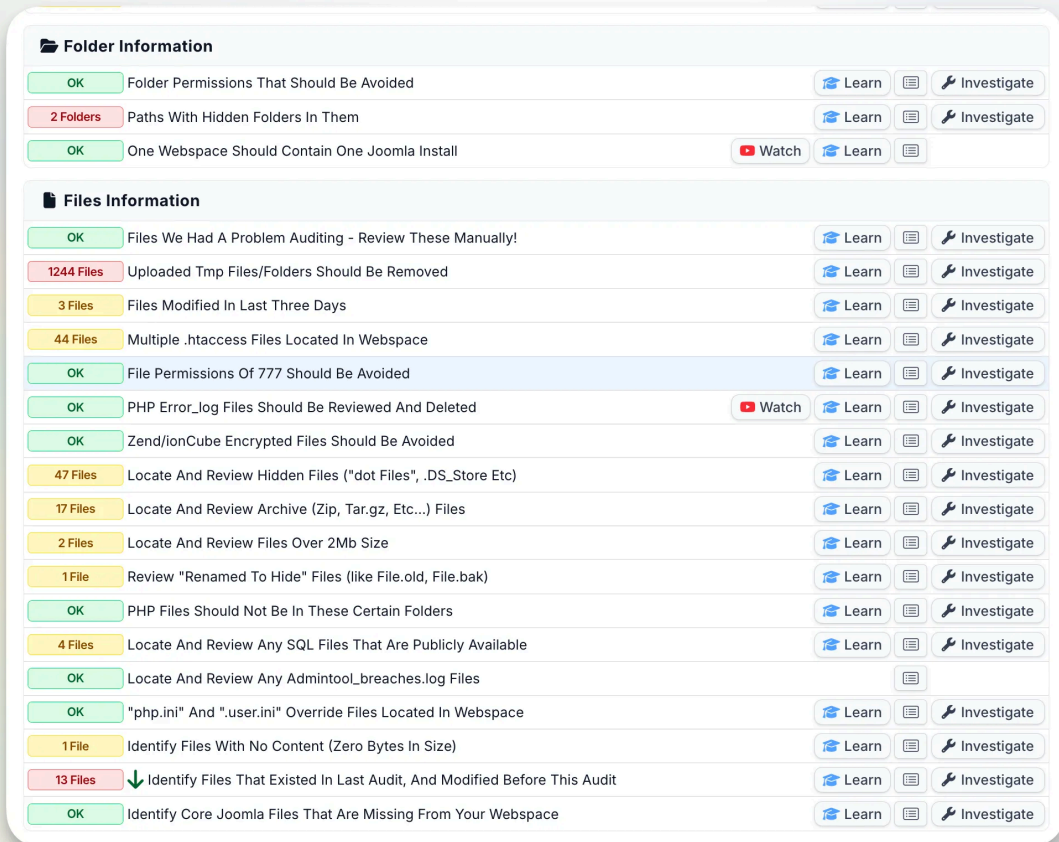 Folder Information
OK Folder Permissions That Should Be Avoided Learn Investigate
2 Folders Paths With Hidden Folders In Them Learn Investigate
OK One Webspace Should Contain One Joomla Install Watch Learn
Files Information
OK Files We Had A Problem Auditing - Review These Manually! Learn Investigate
1244 Files Uploaded Tmp Files/Folders Should Be Removed Learn Investigate
3 Files Files Modified In Last Three Days Learn Investigate
44 Files Multiple .htaccess Files Located In Webspace Learn Investigate
OK File Permissions Of 777 Should Be Avoided Learn Investigate
OK PHP Error_log Files Should Be Reviewed And Deleted Watch Learn Investigate
OK Zend/ionCube Encrypted Files Should Be Avoided Learn Investigate
47 Files Locate And Review Hidden Files ("dot Files", .DS_Store Etc) Learn Investigate
17 Files Locate And Review Archive (Zip, Tar.gz, Etc...) Files Learn Investigate
2 Files Locate And Review Files Over 2Mb Size Learn Investigate
1 File Review "Renamed To Hide" Files (like File.old, File.bak) Learn Investigate
OK PHP Files Should Not Be In These Certain Folders Learn Investigate
4 Files Locate And Review Any SQL Files That Are Publicly Available Learn Investigate
OK Locate And Review Any Admintool_breaches.log Files
OK "php.ini" And ".user.ini" Override Files Located In Webspace Learn Investigate
1 File Identify Files With No Content (Zero Bytes In Size) Learn Investigate
13 Files Identify Files That Existed In Last Audit, And Modified Before This Audit Learn Investigate
OK Identify Core Joomla Files That Are Missing From Your Webspace Learn Investigate